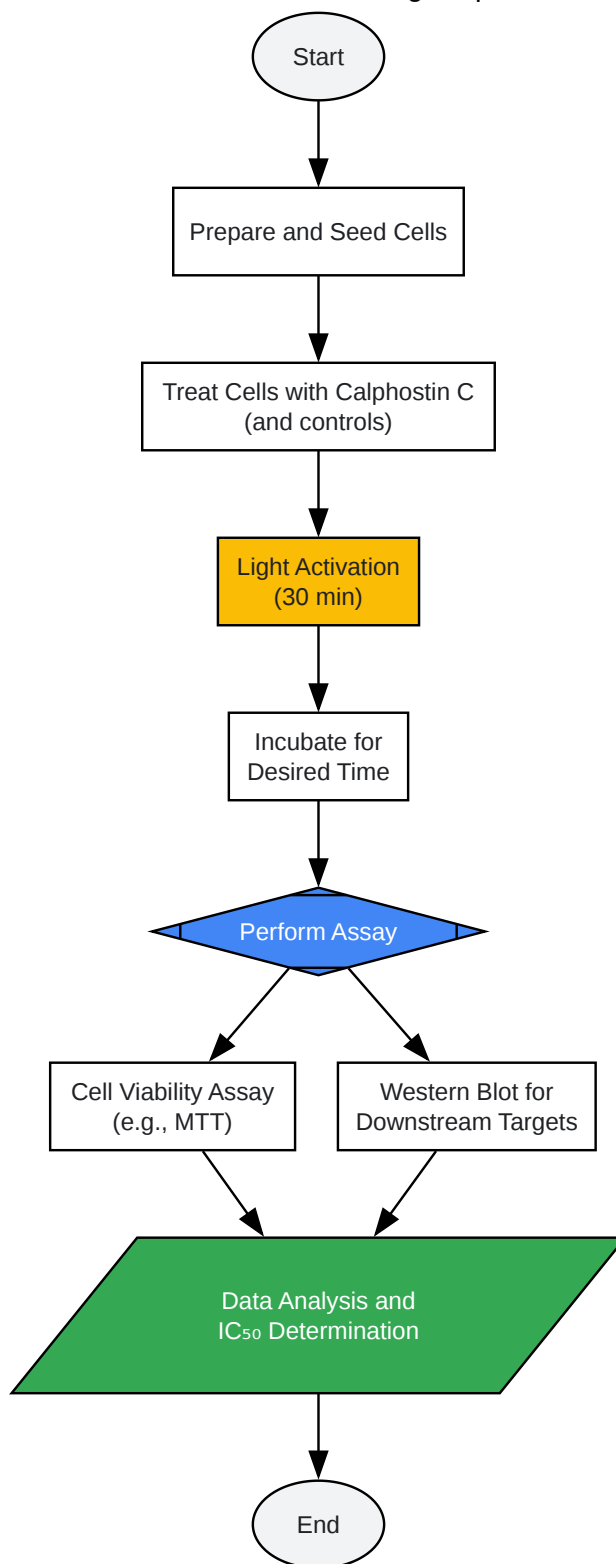 Start
Prepare and Seed Cells
Treat Cells with Calphostin C
(and controls)
Light Activation
(30 min)
Incubate for
Desired Time
Perform Assay
Cell Viability Assay
(e.g., MTT)
Western Blot for
Downstream Targets
Data Analysis and
IC₅₀ Determination
End